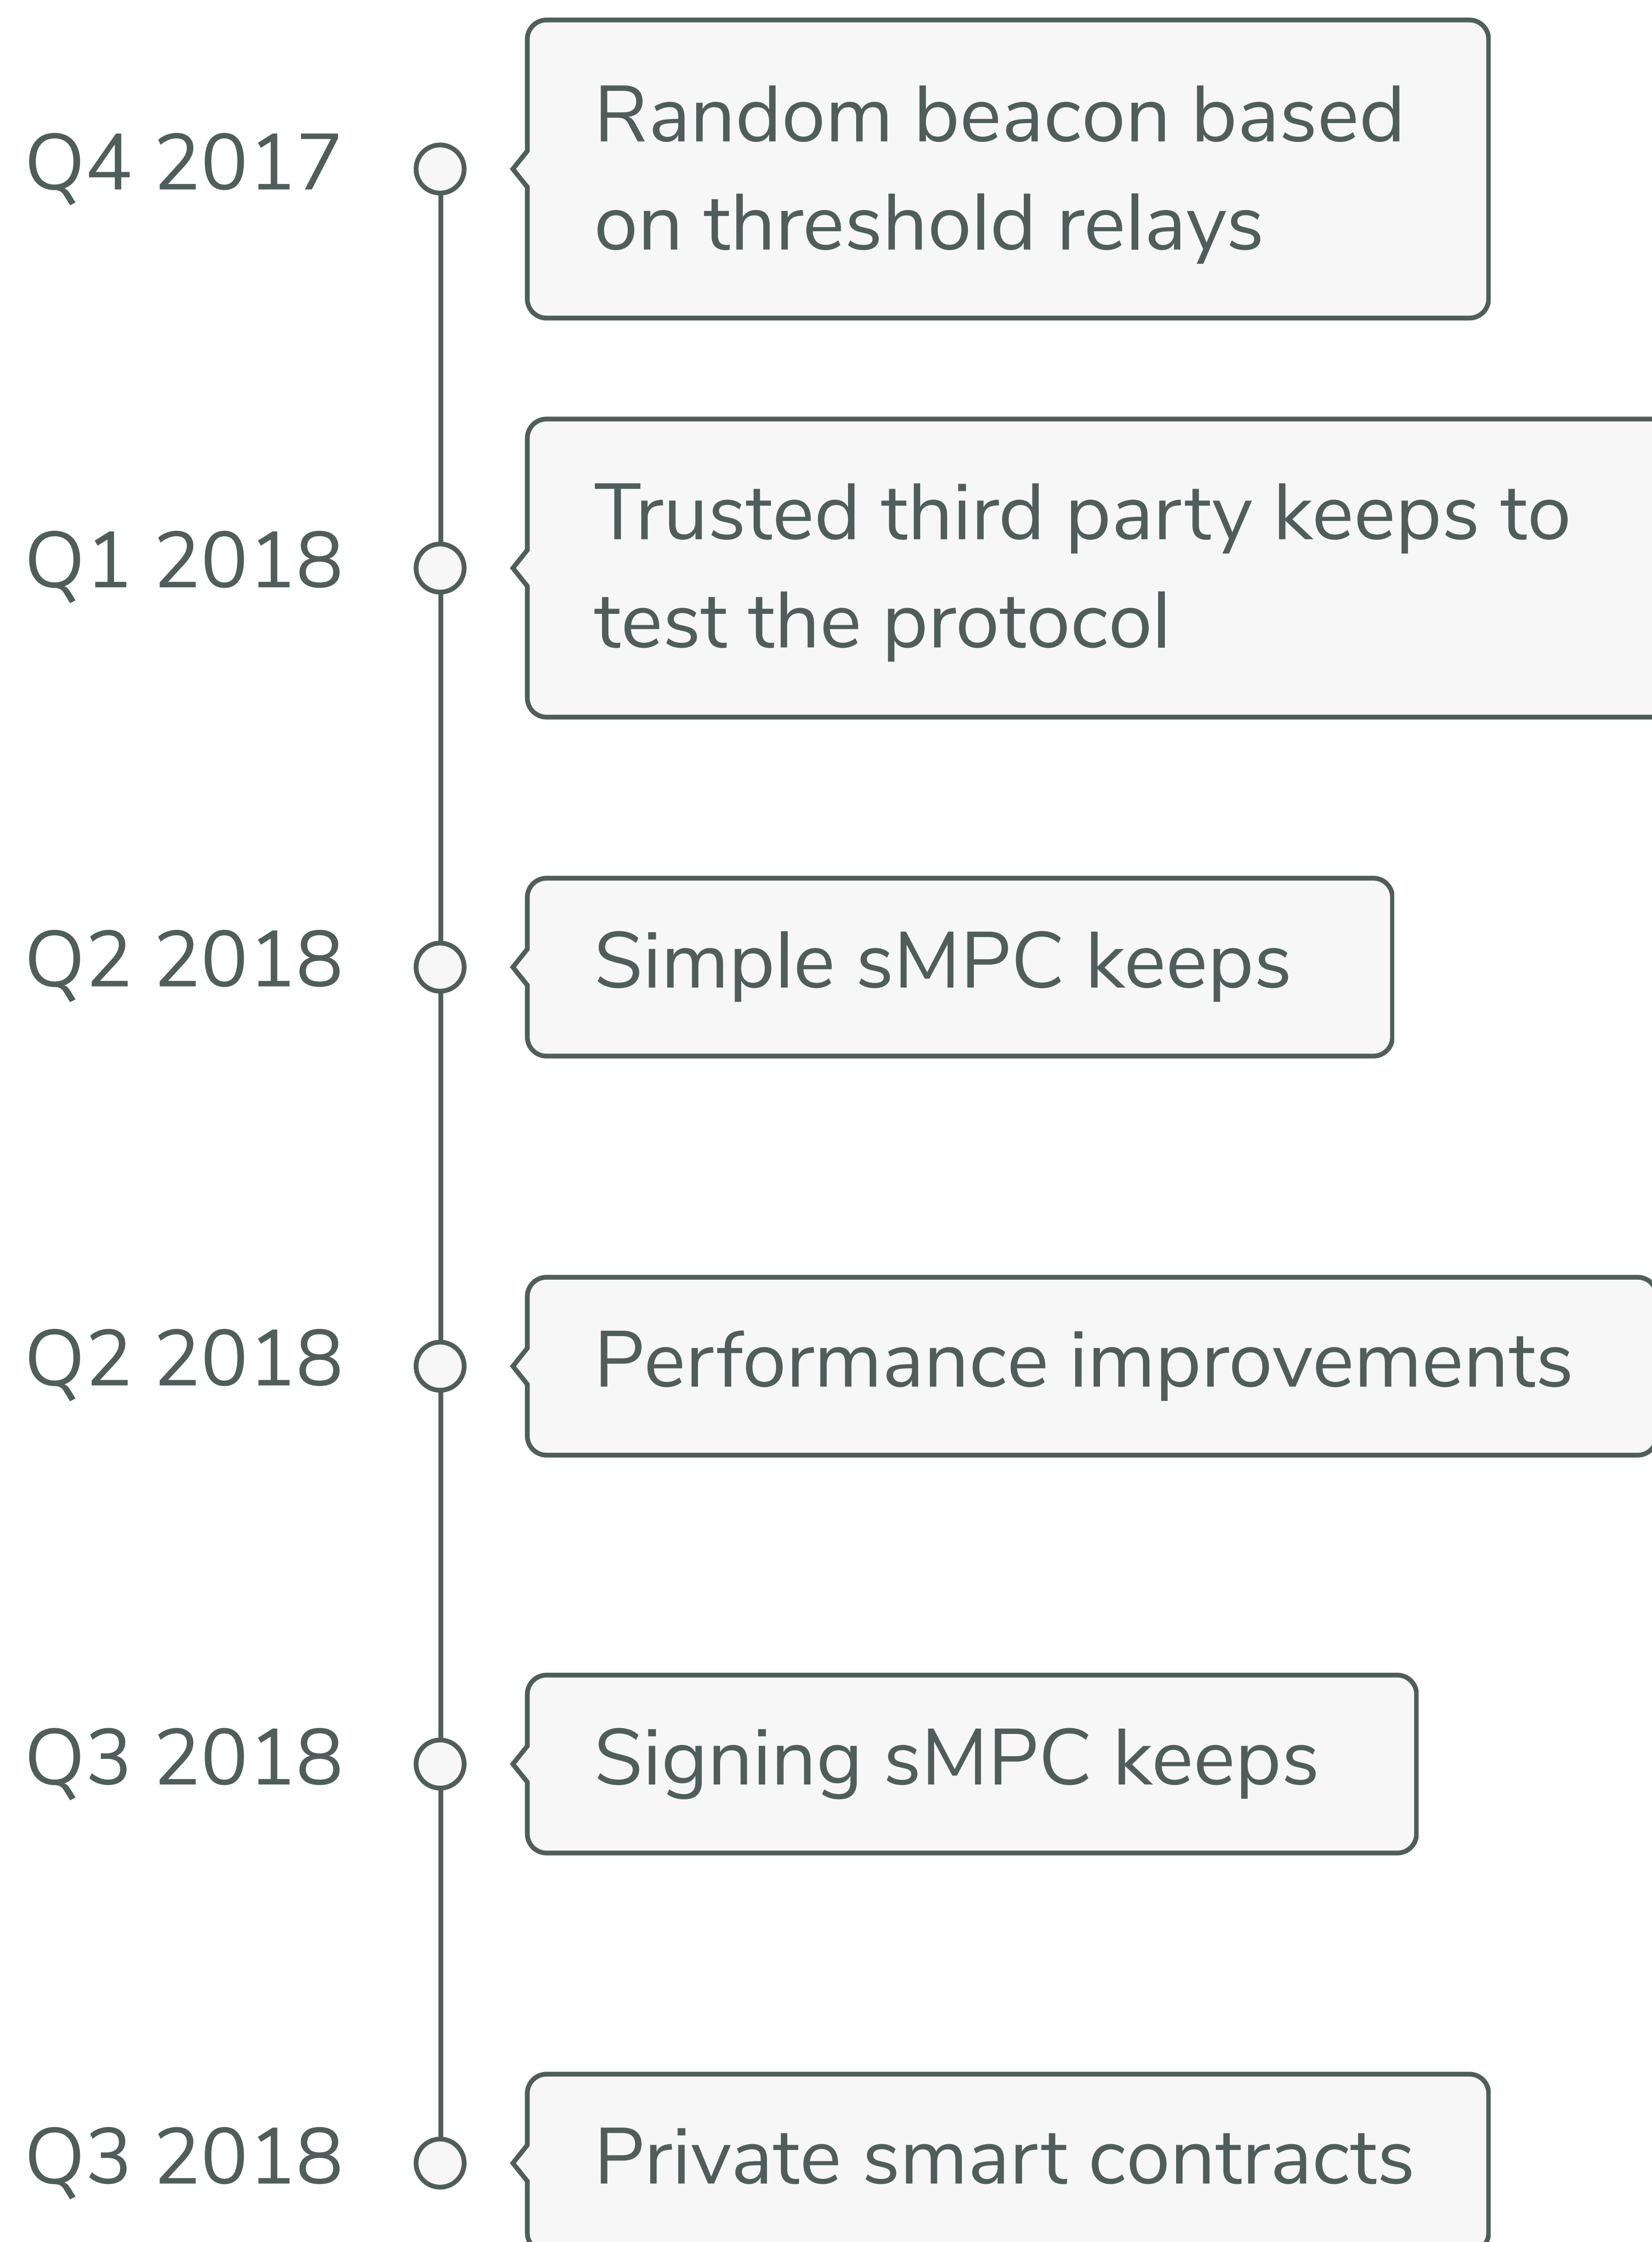 Q4 2017
Random beacon based
on threshold relays
Q1 2018
Trusted third party keeps to
test the protocol
Q2 2018
Simple sMPC keeps
Q2 2018
Performance improvements
Q3 2018
Signing sMPC keeps
Q3 2018
Private smart contracts